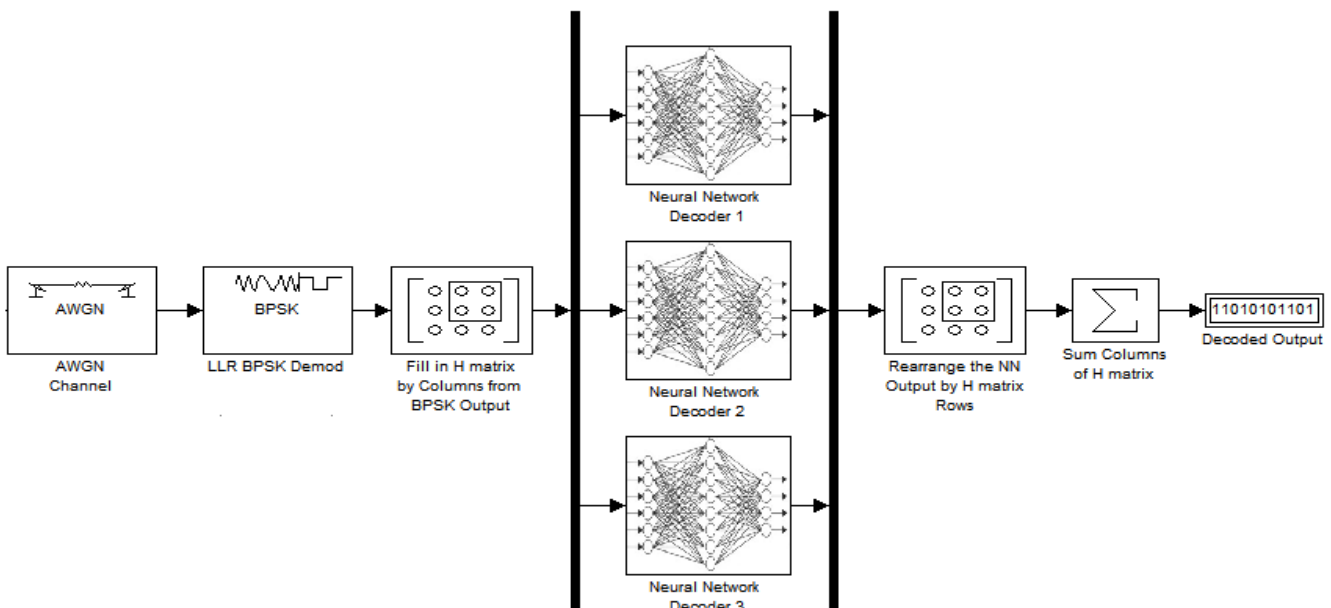 AWGN
AWGN
Channel
BPSK
LLR BPSK Demod
Fill in H matrix
by Columns from
BPSK Output
Neural Network
Decoder 1
Neural Network
Decoder 2
Neural Network
Decoder 3
Rearrange the NN
Output by H matrix
Rows
Sum Columns
of H matrix
11010101101
Decoded Output